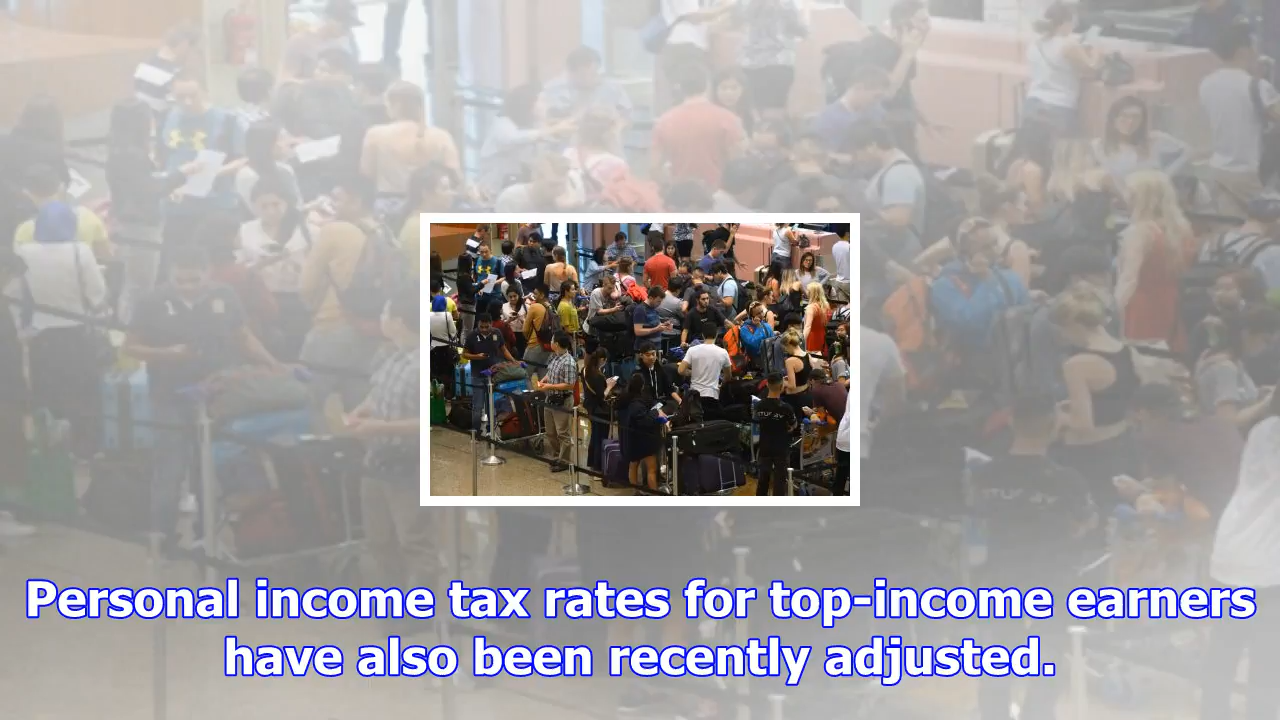 Personal income tax rates for top-income earners
have also been recently adjusted.